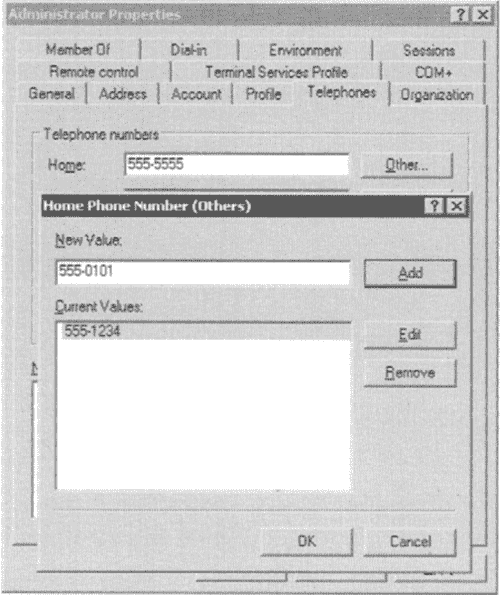 Administrator Properties
Member Of Dial-in Environment Sessions
Remote control Terminal Services Profile COM+
General Address Account Profile Telephones Organization
Telephone numbers
Home: 555-5555 Other...
Home Phone Number (Others)
New Value:
555-0101 Add
Current Values:
555-1234 Edit
Remove
OK Cancel